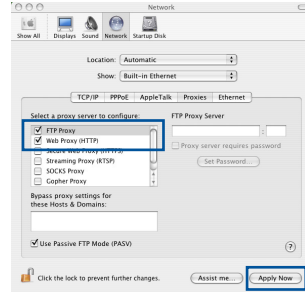 Network
Show All Displays Sound Network Startup Disk
Location: Automatic
Show: Built-in Ethernet
TCP/IP PPPoE AppleTalk Proxies Ethernet
Select a proxy server to configure: FTP Proxy Server
FTP Proxy :
Web Proxy (HTTP)
Secure Web Proxy (HTTPS) Proxy server requires password
Streaming Proxy (RTSP) Set Password...
SOCKS Proxy
Gopher Proxy
Bypass proxy settings for
these Hosts & Domains:
Use Passive FTP Mode (PASV) ?
Click the lock to prevent further changes. Assist me... Apply Now